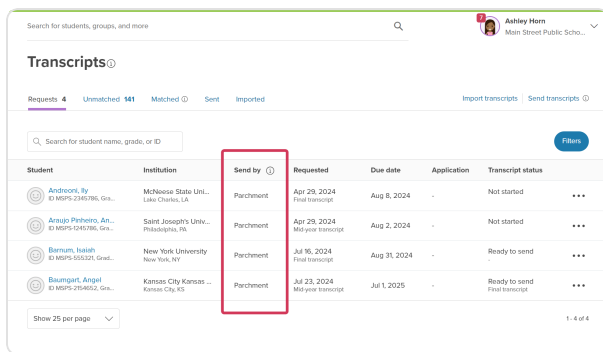 Search for students, groups, and more
7
Ashley Horn
Main Street Public Scho...
Transcripts
Requests 4 Unmatched 141 Matched Sent Imported Import transcripts Send transcripts
Search for student name, grade, or ID
Filters
Student Institution Send by Requested Due date Application Transcript status
Andreoni, Ily McNeese State Uni... Parchment Apr 29, 2024 Aug 8, 2024 - Not started
ID MSPS-2345786, Gra... Lake Charles, LA Final transcript
Araujo Pinheiro, An... Saint Joseph's Univ... Parchment Apr 29, 2024 Aug 2, 2024 - Not started
ID MSPS-1245786, Gra... Philadelphia, PA Mid-year transcript
Barnum, Isaiah New York University Parchment Jul 16, 2024 Aug 31, 2024 - Ready to send
ID MSPS-555321, Grad... New York, NY Final transcript -
Baumgart, Angel Kansas City Kansas ... Parchment Jul 23, 2024 Jul 1, 2025 - Ready to send
ID MSPS-2154652, Gra... Kansas City, KS Mid-year transcript Final transcript
Show 25 per page 1 - 4 of 4